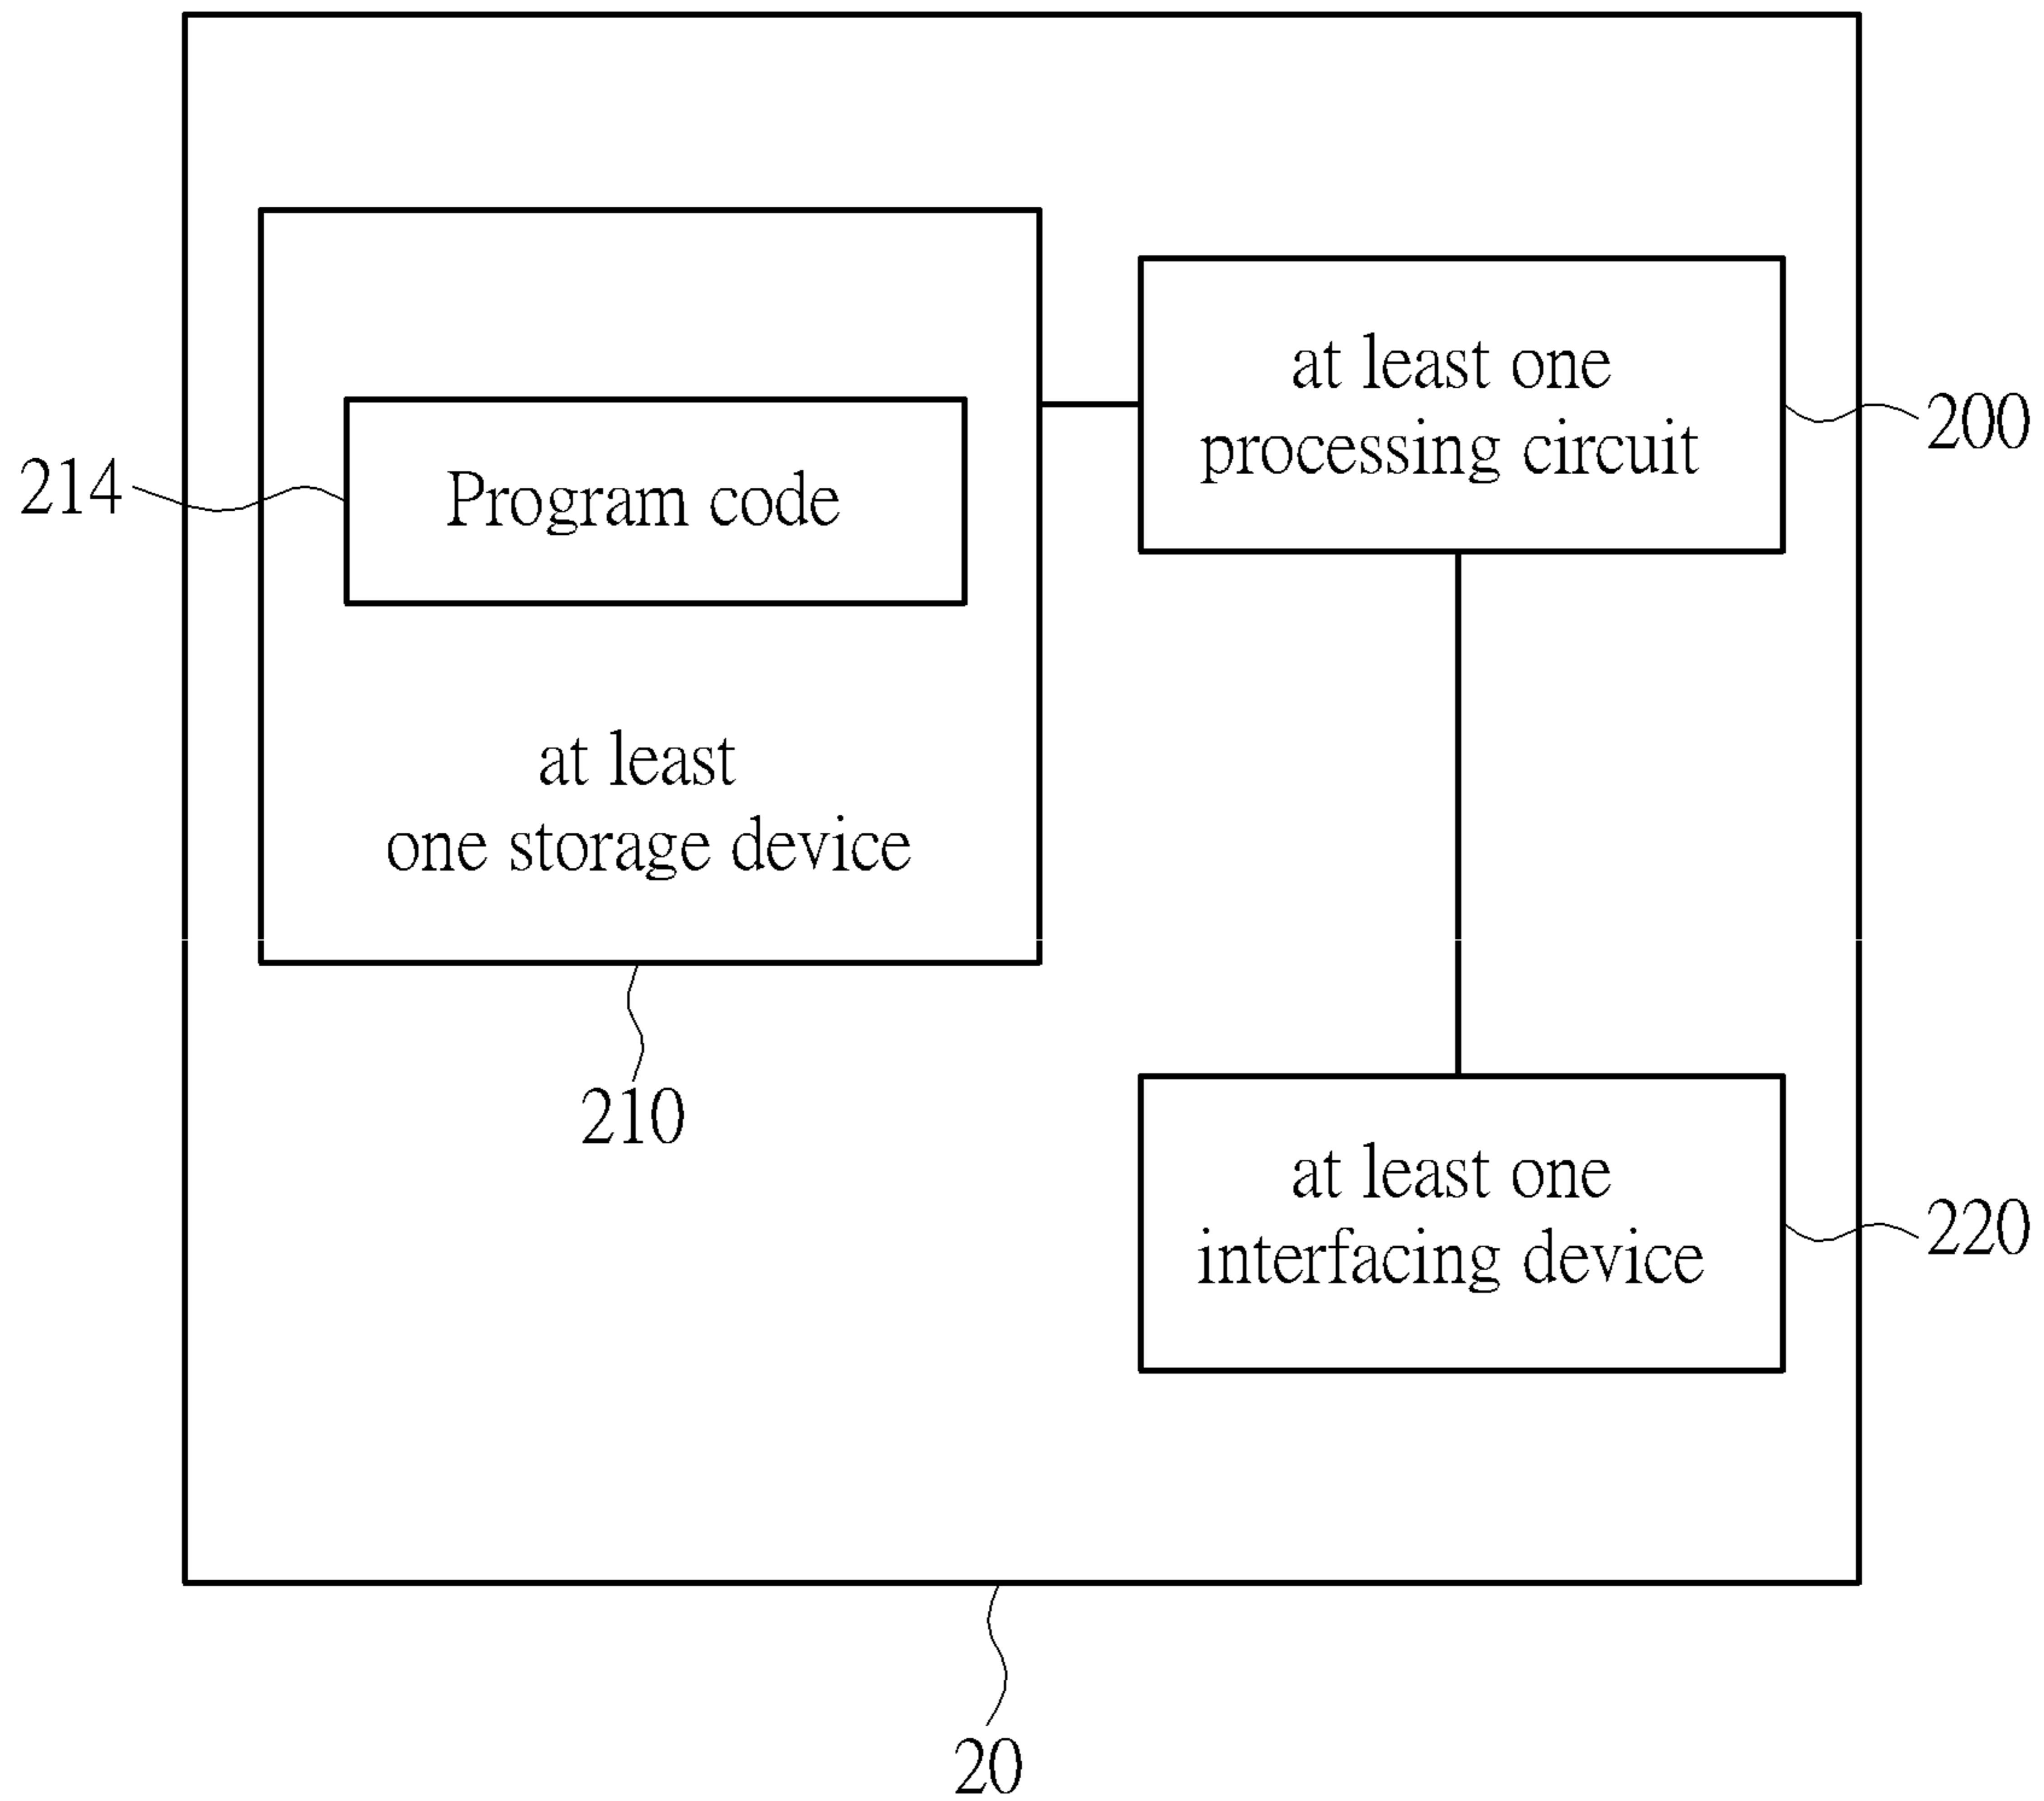 at least one
processing circuit
200
214
Program code
at least
one storage device
210
at least one
interfacing device
220
20